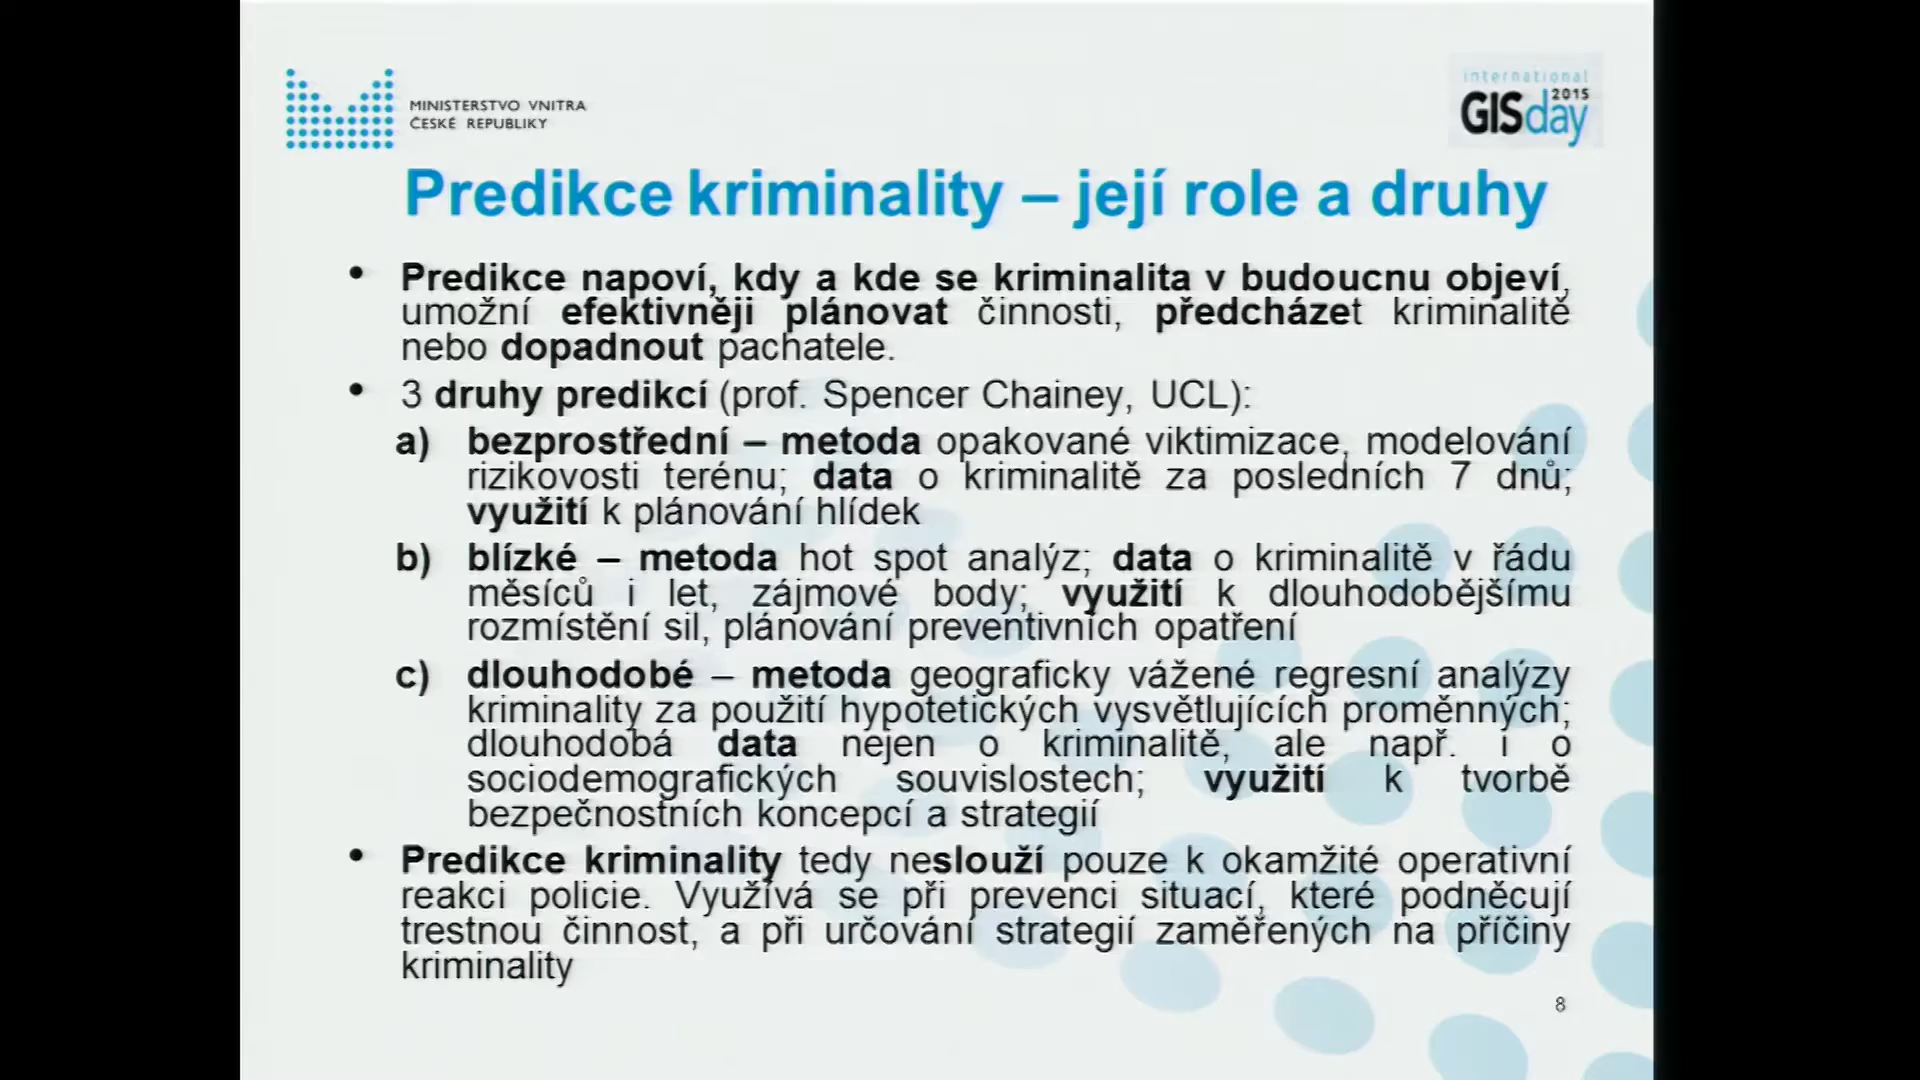 MINISTERSTVO VNITRA
ČESKÉ REPUBLIKY
international
2015
GISday
Predikce kriminality – její role a druhy
• Predikce napoví, kdy a kde se kriminalita v budoucnu objeví,
umožní efektivněji plánovat činnosti, předcházet kriminalitě
nebo dopadnout pachatele.
• 3 druhy predikcí (prof. Spencer Chainey, UCL):
a) bezprostřední – metoda opakované viktimizace, modelování
rizikovosti terénu; data o kriminalitě za posledních 7 dnů;
využití k plánování hlídek
b) blízké – metoda hot spot analýz; data o kriminalitě v řádu
měsíců i let, zájmové body; využití k dlouhodobějšímu
rozmístění sil, plánování preventivních opatření
c) dlouhodobé – metoda geograficky vážené regresní analýzy
kriminality za použití hypotetických vysvětlujících proměnných;
dlouhodobá data nejen o kriminalitě, ale např. i o
sociodemografických souvislostech; využití k tvorbě
bezpečnostních koncepcí a strategií
• Predikce kriminality tedy neslouží pouze k okamžité operativní
reakci policie. Využívá se při prevenci situací, které podněcují
trestnou činnost, a při určování strategií zaměřených na příčiny
kriminality
8